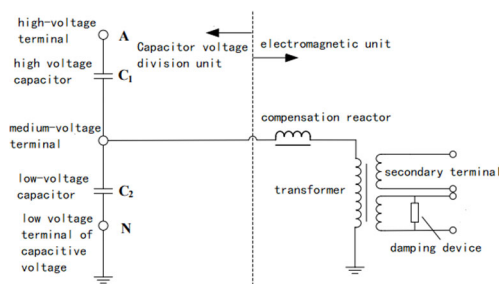 high-voltage
terminal
A
Capacitor voltage
division unit
electromagnetic unit
high voltage
capacitor
C1
compensation reactor
medium-voltage
terminal
low-voltage
capacitor
C2
transformer
secondary terminal
low voltage
terminal of
capacitive
voltage
N
damping device